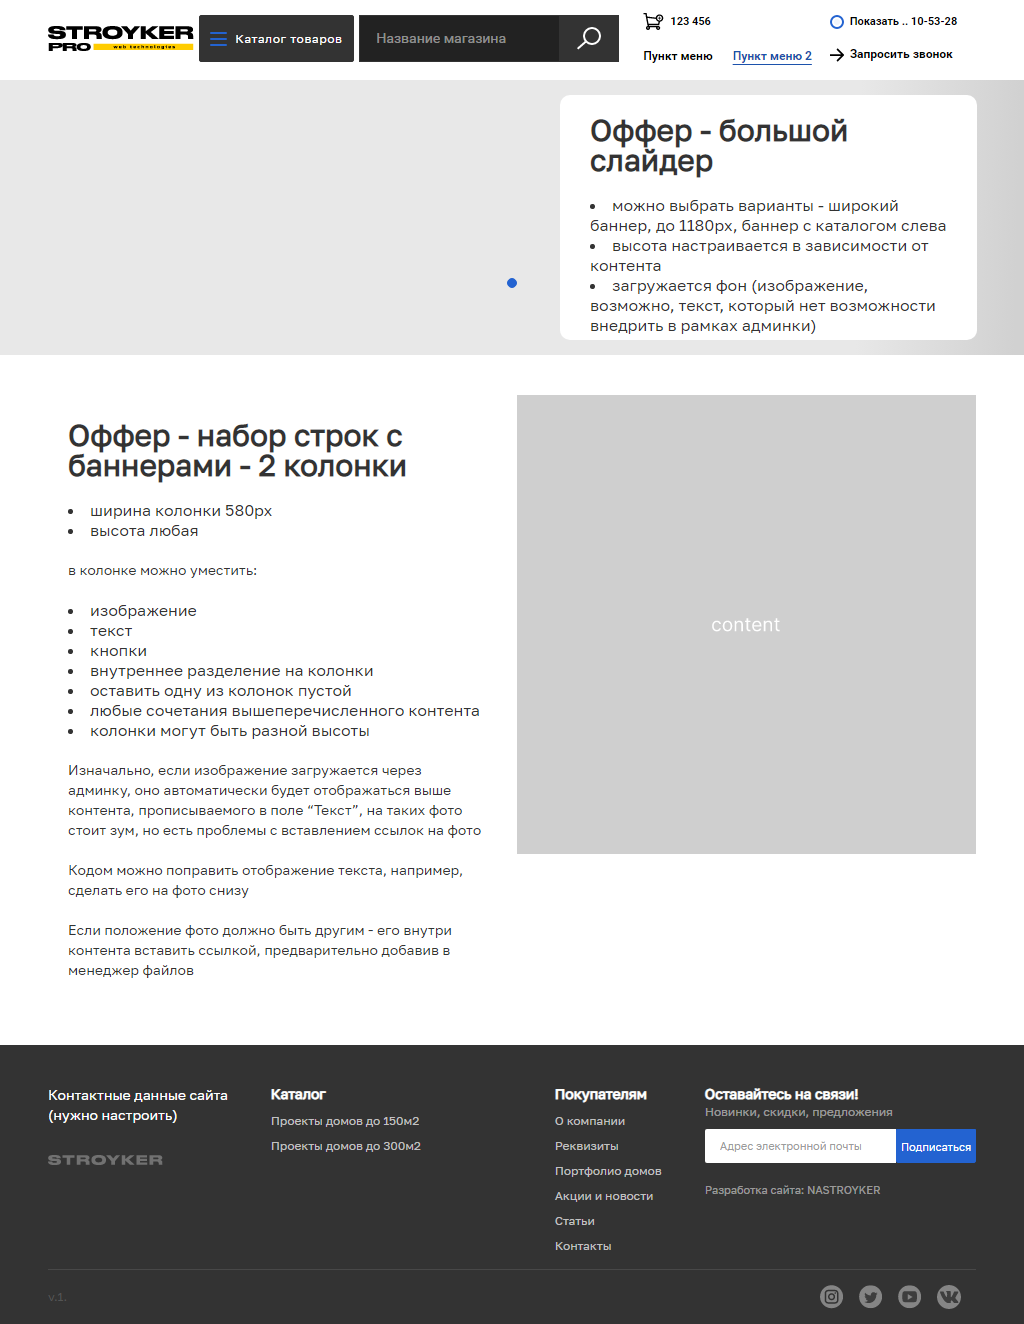 STROYKER
PRO web technologies
Каталог товаров
Название магазина
123 456
Показать .. 10-53-28
Пункт меню
Пункт меню 2
Запросить звонок
Оффер - большой
слайдер
можно выбрать варианты - широкий
баннер, до 1180px, баннер с каталогом слева
высота настраивается в зависимости от
контента
загружается фон (изображение,
возможно, текст, который нет возможности
внедрить в рамках админки)
Оффер - набор строк с
баннерами - 2 колонки
ширина колонки 580px
высота любая
в колонке можно уместить:
изображение
текст
кнопки
внутреннее разделение на колонки
оставить одну из колонок пустой
любые сочетания вышеперечисленного контента
колонки могут быть разной высоты
Изначально, если изображение загружается через
админку, оно автоматически будет отображаться выше
контента, прописываемого в поле “Текст”, на таких фото
стоит зум, но есть проблемы с вставлением ссылок на фото
Кодом можно поправить отображение текста, например,
сделать его на фото снизу
Если положение фото должно быть другим - его внутри
контента вставить ссылкой, предварительно добавив в
менеджер файлов
content
Контактные данные сайта
(нужно настроить)
STROYKER
Каталог
Проекты домов до 150м2
Проекты домов до 300м2
Покупателям
О компании
Реквизиты
Портфолио домов
Акции и новости
Статьи
Контакты
Оставайтесь на связи!
Новинки, скидки, предложения
Адрес электронной почты
Подписаться
Разработка сайта: NASTROYKER
v.1.